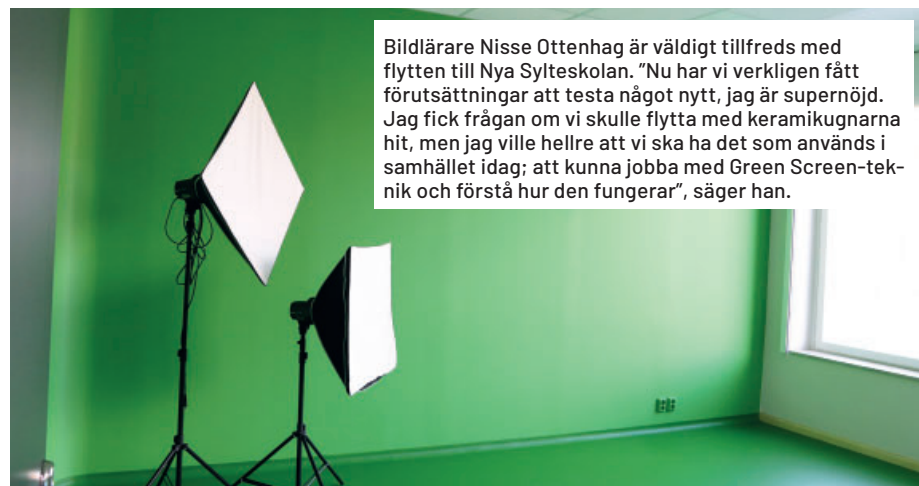 Bildlärare Nisse Ottenhag är väldigt tillfreds med
flytten till Nya Sylteskolan. ”Nu har vi verkligen fått
förutsättningar att testa något nytt, jag är supernöjd.
Jag fick frågan om vi skulle flytta med keramikugnarna
hit, men jag ville hellre att vi ska ha det som används i
samhället idag; att kunna jobba med Green Screen-tek-
nik och förstå hur den fungerar”, säger han.